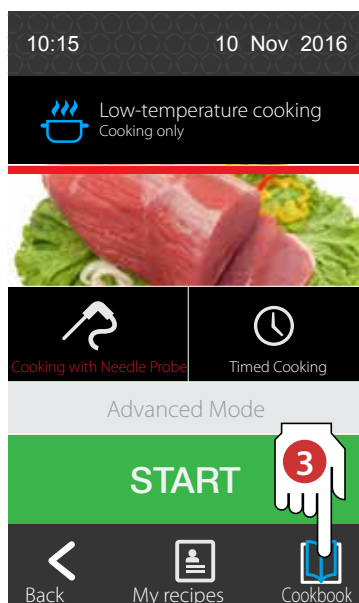 10:15 10 Nov 2016
Low-temperature cooking
Cooking only
Cooking with Needle Probe Timed Cooking
Advanced Mode
START
3
Back My recipes Cookbook